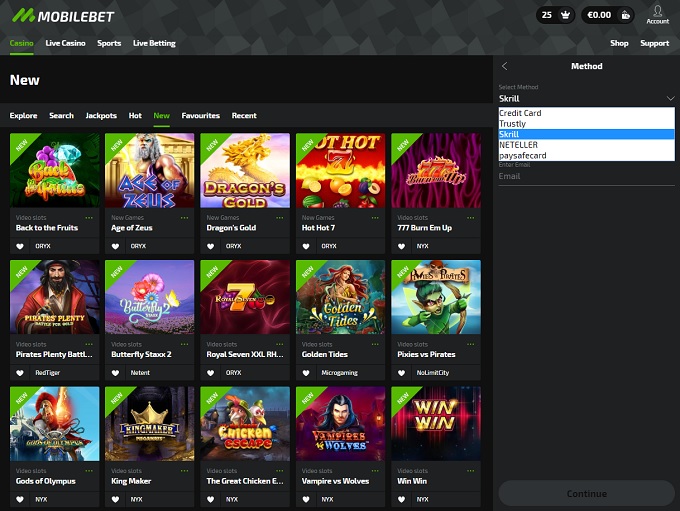 MOBILEBET
25
€0.00
Account
Casino
Live Casino
Sports
Live Betting
Shop
Support
New
Explore
Search
Jackpots
Hot
New
Favourites
Recent
Method
Select Method
Skrill
Credit Card
Trustly
Skrill
NETELLER
paysafecard
Enter Email
Email
Continue
NEW
Back to Fruits
Video slots
Back to the Fruits
ORYX
NEW
AGE OF ZEUS
New Games
Age of Zeus
ORYX
NEW
DRAGON'S GOLD
New Games
Dragon's Gold
ORYX
NEW
HOT HOT
7
New Games
Hot Hot 7
ORYX
NEW
777
Burn Em Up
Video slots
777 Burn Em Up
NYX
NEW
PIRATES' PLENTY
BATTLE FOR GOLD
Video slots
Pirates Plenty Battl...
RedTiger
NEW
Butterfly 2
STAXX
Video slots
Butterfly Staxx 2
Netent
NEW
ROYAL SEVEN XXL
Video slots
Royal Seven XXL RH...
ORYX
NEW
Golden Tides
Video slots
Golden Tides
Microgaming
NEW
PIXIES vs PIRATES
Video slots
Pixies vs Pirates
NoLimitCity
NEW
GODS OF OLYMPUS
Video slots
Gods of Olympus
NYX
NEW
KINGMAKER
MEGAWAYS
Video slots
King Maker
NYX
NEW
CHICKEN ESCAPE
Video slots
The Great Chicken E...
NYX
NEW
VAMPIRES
VS WOLVES
Video slots
Vampire vs Wolves
NYX
NEW
WIN WIN
Video slots
Win Win
NYX